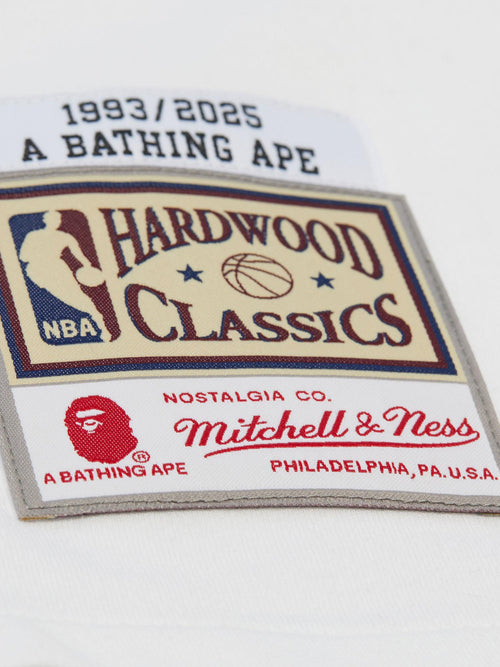 1993/2025
A BATHING APE
HARDWOOD
CLASSICS
NBA
NOSTALGIA CO.
Mitchell & Ness
PHILADELPHIA, PA. U.S.A.
A BATHING APE